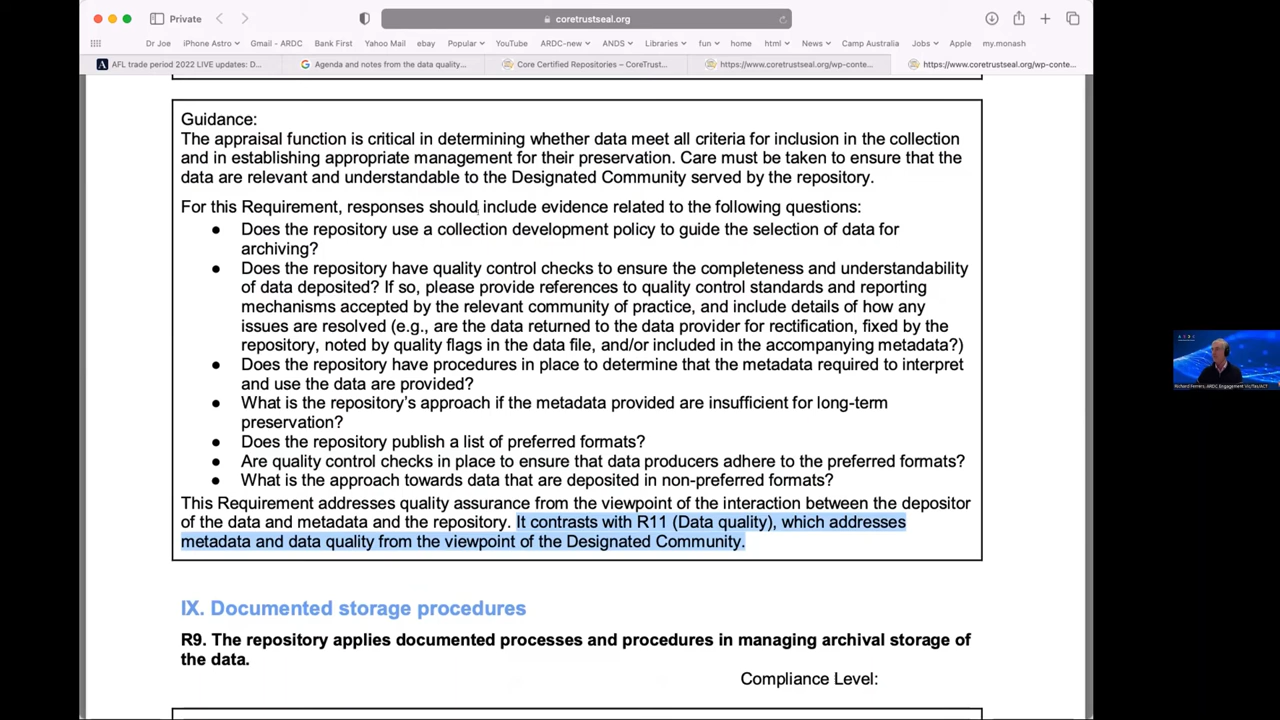 Private
coretrustseal.org
Dr Joe
iPhone Astro
Gmail - ARDC
Bank First
Yahoo Mail
ebay
Popular
YouTube
ARDC-new
ANDS
Libraries
fun
home
html
News
Camp Australia
Jobs
Apple
my.monash
AFL trade period 2022 LIVE updates: D...
Agenda and notes from the data quality...
Core Certified Repositories – CoreTrust...
https://www.coretrustseal.org/wp-conte...
https://www.coretrustseal.org/wp-conte...
Guidance:
The appraisal function is critical in determining whether data meet all criteria for inclusion in the collection
and in establishing appropriate management for their preservation. Care must be taken to ensure that the
data are relevant and understandable to the Designated Community served by the repository.
For this Requirement, responses should include evidence related to the following questions:
● Does the repository use a collection development policy to guide the selection of data for
archiving?
● Does the repository have quality control checks to ensure the completeness and understandability
of data deposited? If so, please provide references to quality control standards and reporting
mechanisms accepted by the relevant community of practice, and include details of how any
issues are resolved (e.g., are the data returned to the data provider for rectification, fixed by the
repository, noted by quality flags in the data file, and/or included in the accompanying metadata?)
● Does the repository have procedures in place to determine that the metadata required to interpret
and use the data are provided?
● What is the repository's approach if the metadata provided are insufficient for long-term
preservation?
● Does the repository publish a list of preferred formats?
● Are quality control checks in place to ensure that data producers adhere to the preferred formats?
● What is the approach towards data that are deposited in non-preferred formats?
This Requirement addresses quality assurance from the viewpoint of the interaction between the depositor
of the data and metadata and the repository. It contrasts with R11 (Data quality), which addresses
metadata and data quality from the viewpoint of the Designated Community.
IX. Documented storage procedures
R9. The repository applies documented processes and procedures in managing archival storage of
the data.
Compliance Level:
Richard Ferrers, ARDC Engagement Vic/Tas/ACT